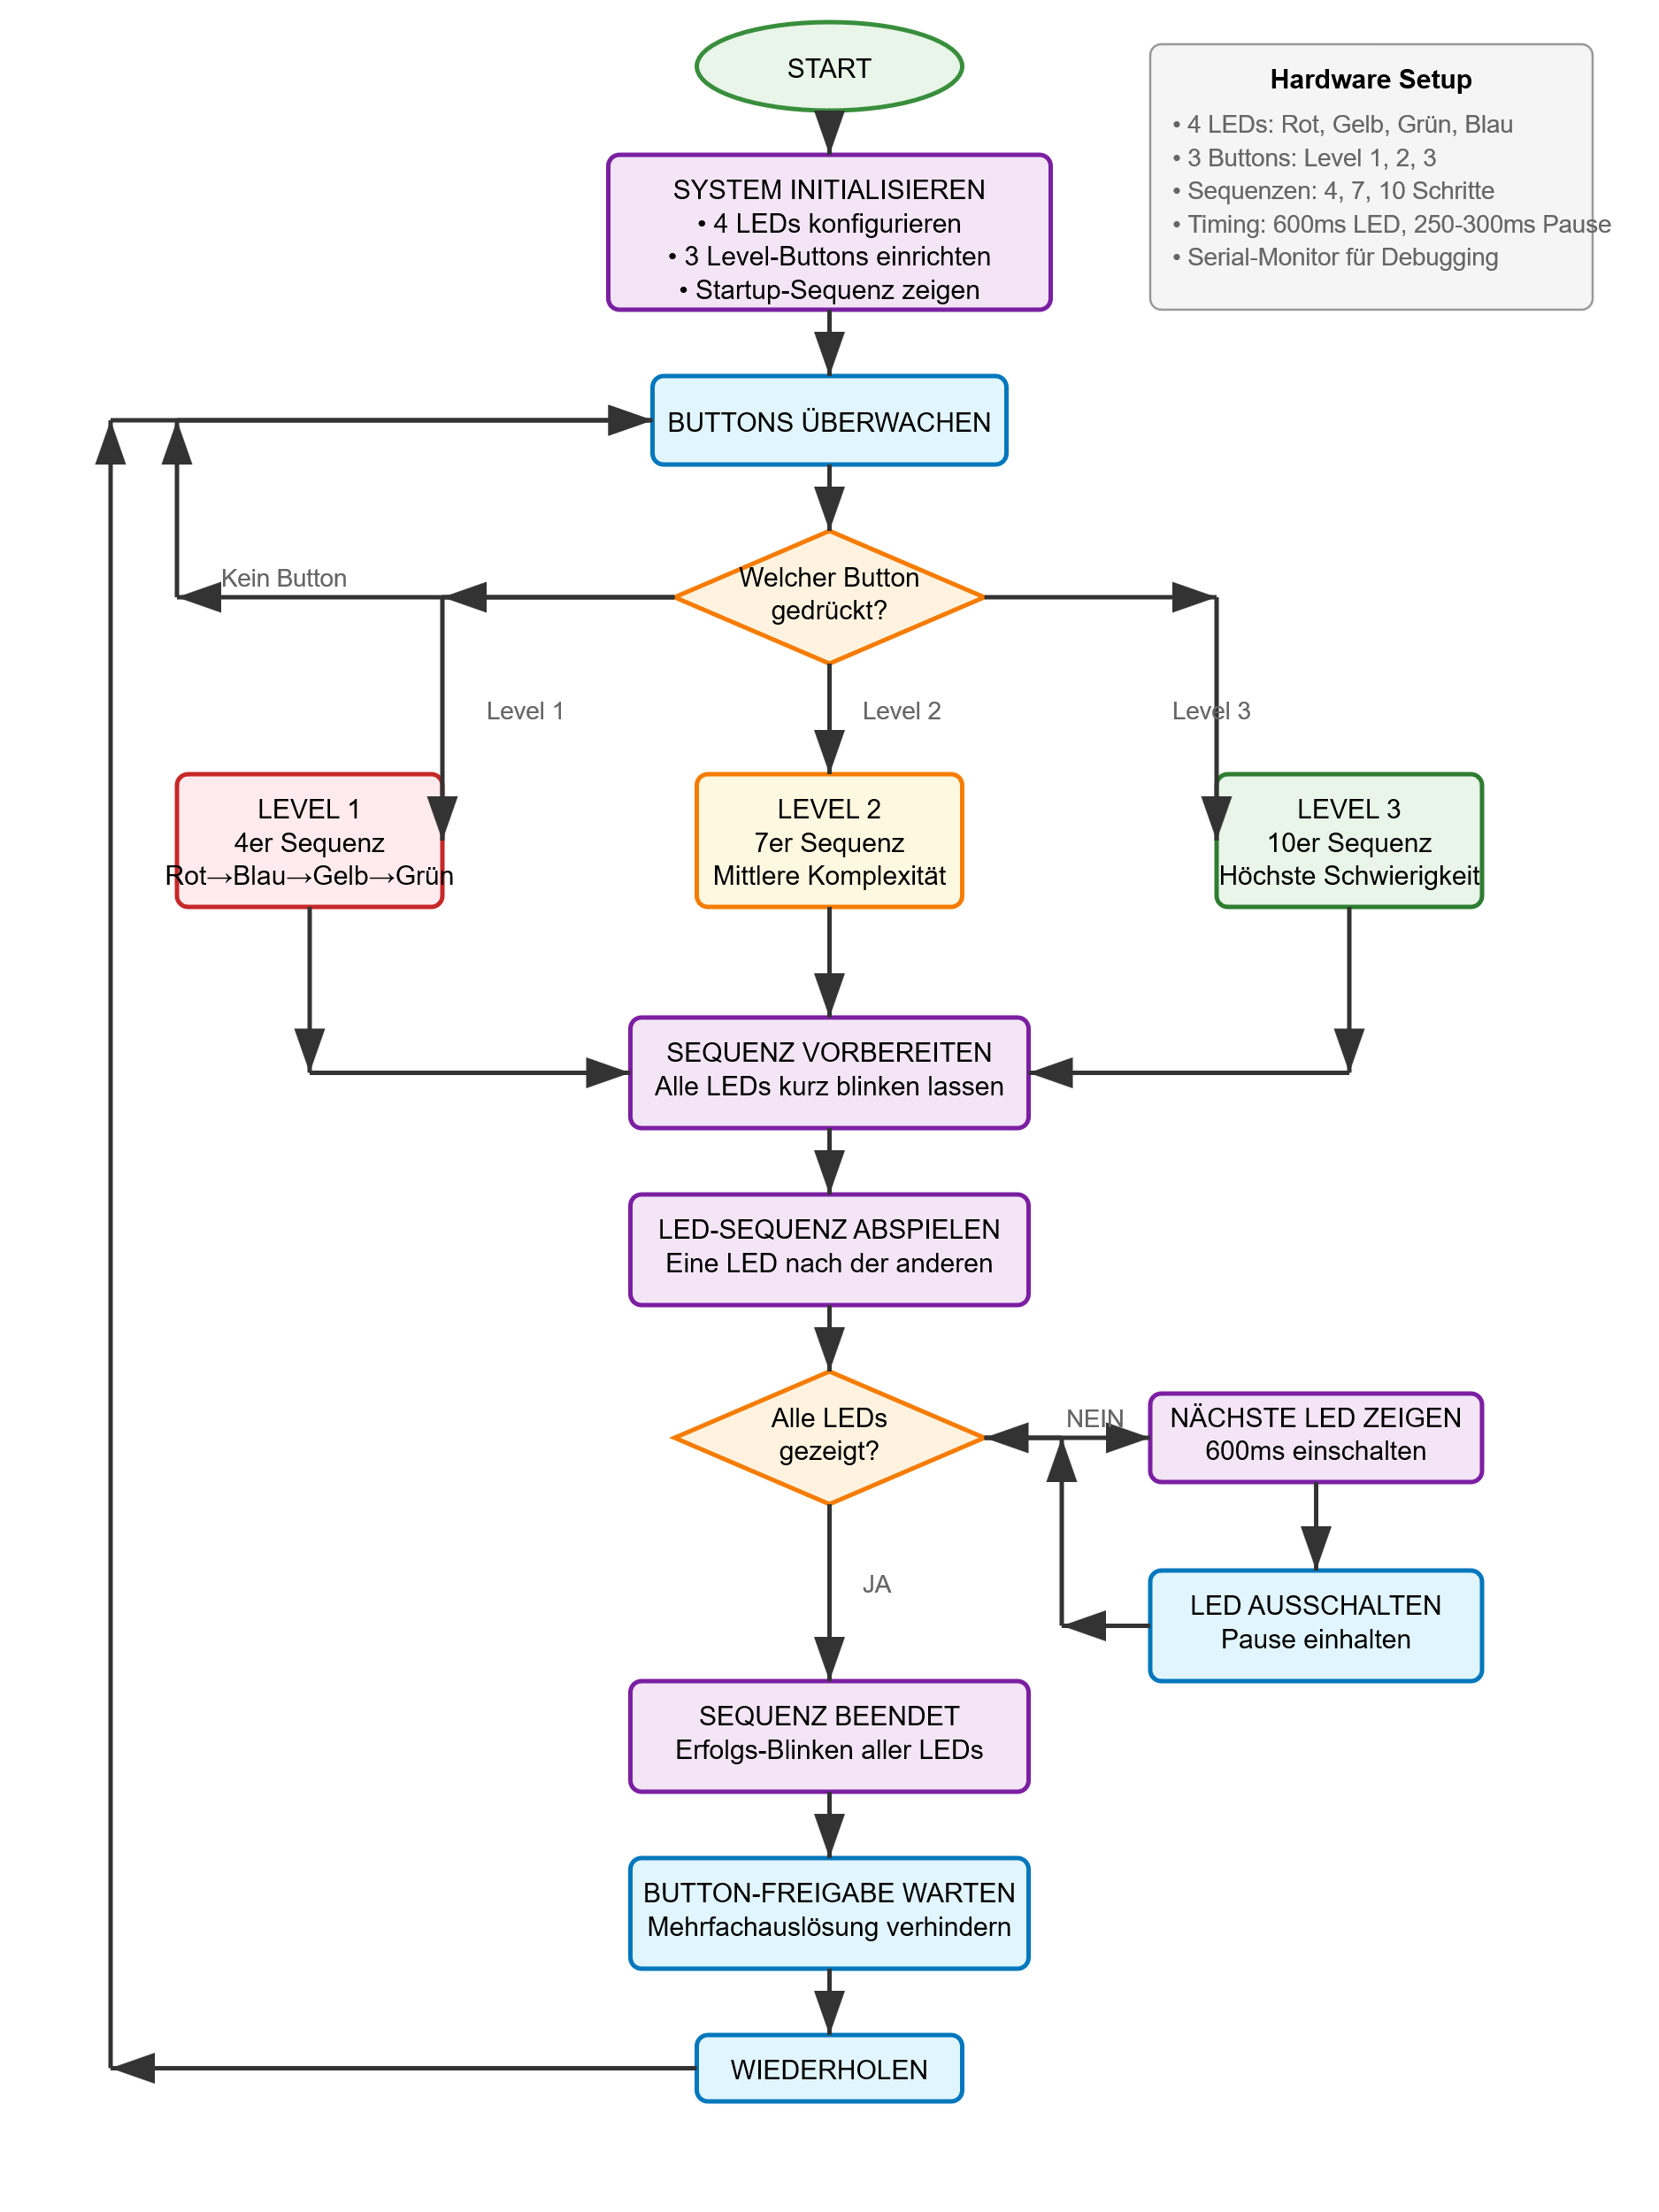 START
Hardware Setup
• 4 LEDs: Rot, Gelb, Grün, Blau
• 3 Buttons: Level 1, 2, 3
• Sequenzen: 4, 7, 10 Schritte
• Timing: 600ms LED, 250-300ms Pause
• Serial-Monitor für Debugging
SYSTEM INITIALISIEREN
• 4 LEDs konfigurieren
• 3 Level-Buttons einrichten
• Startup-Sequenz zeigen
BUTTONS ÜBERWACHEN
Welcher Button
gedrückt?
Kein Button
Level 1
Level 2
Level 3
LEVEL 1
4er Sequenz
Rot→Blau→Gelb→Grün
LEVEL 2
7er Sequenz
Mittlere Komplexität
LEVEL 3
10er Sequenz
Höchste Schwierigkeit
SEQUENZ VORBEREITEN
Alle LEDs kurz blinken lassen
LED-SEQUENZ ABSPIELEN
Eine LED nach der anderen
Alle LEDs
gezeigt?
NEIN
NÄCHSTE LED ZEIGEN
600ms einschalten
JA
LED AUSSCHALTEN
Pause einhalten
SEQUENZ BEENDET
Erfolgs-Blinken aller LEDs
BUTTON-FREIGABE WARTEN
Mehrfachauslösung verhindern
WIEDERHOLEN